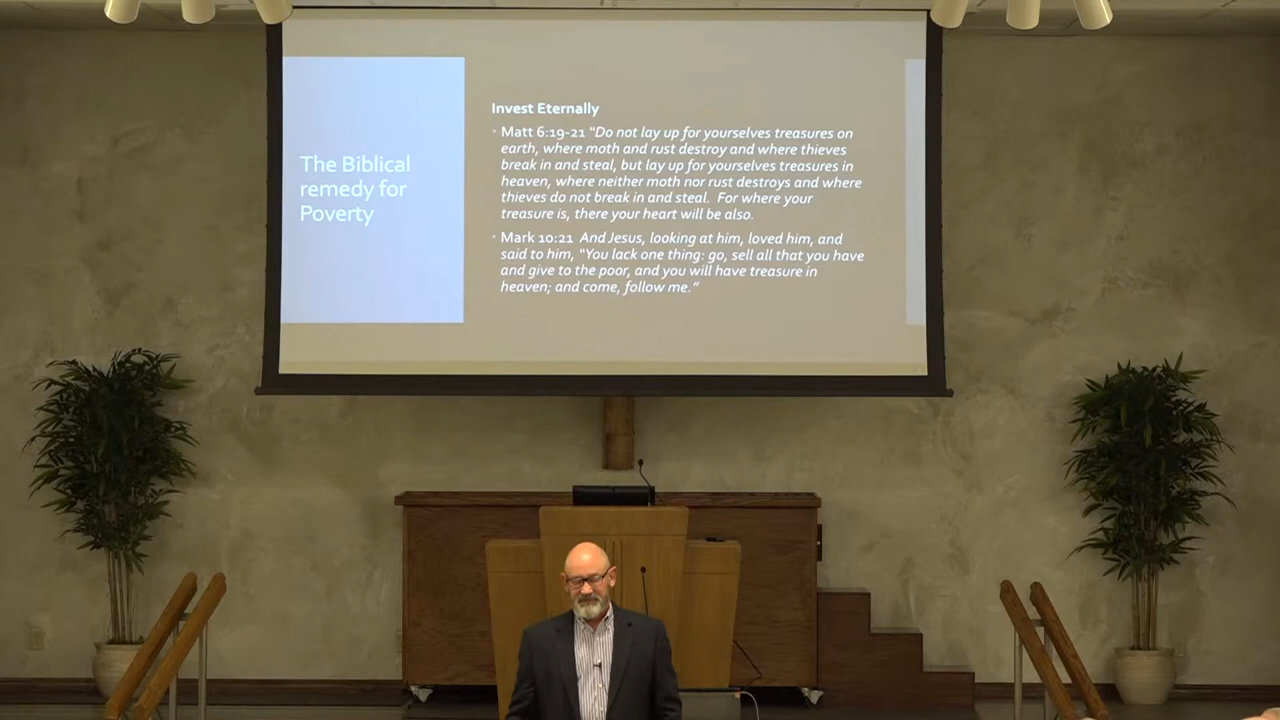 The Biblical
remedy for
Poverty
Invest Eternally
• Matt 6:19-21 "Do not lay up for yourselves treasures on
earth, where moth and rust destroy and where thieves
break in and steal, but lay up for yourselves treasures in
heaven, where neither moth nor rust destroys and where
thieves do not break in and steal.  For where your
treasure is, there your heart will be also.
• Mark 10:21  And Jesus, looking at him, loved him, and
said to him, "You lack one thing: go, sell all that you have
and give to the poor, and you will have treasure in
heaven; and come, follow me."